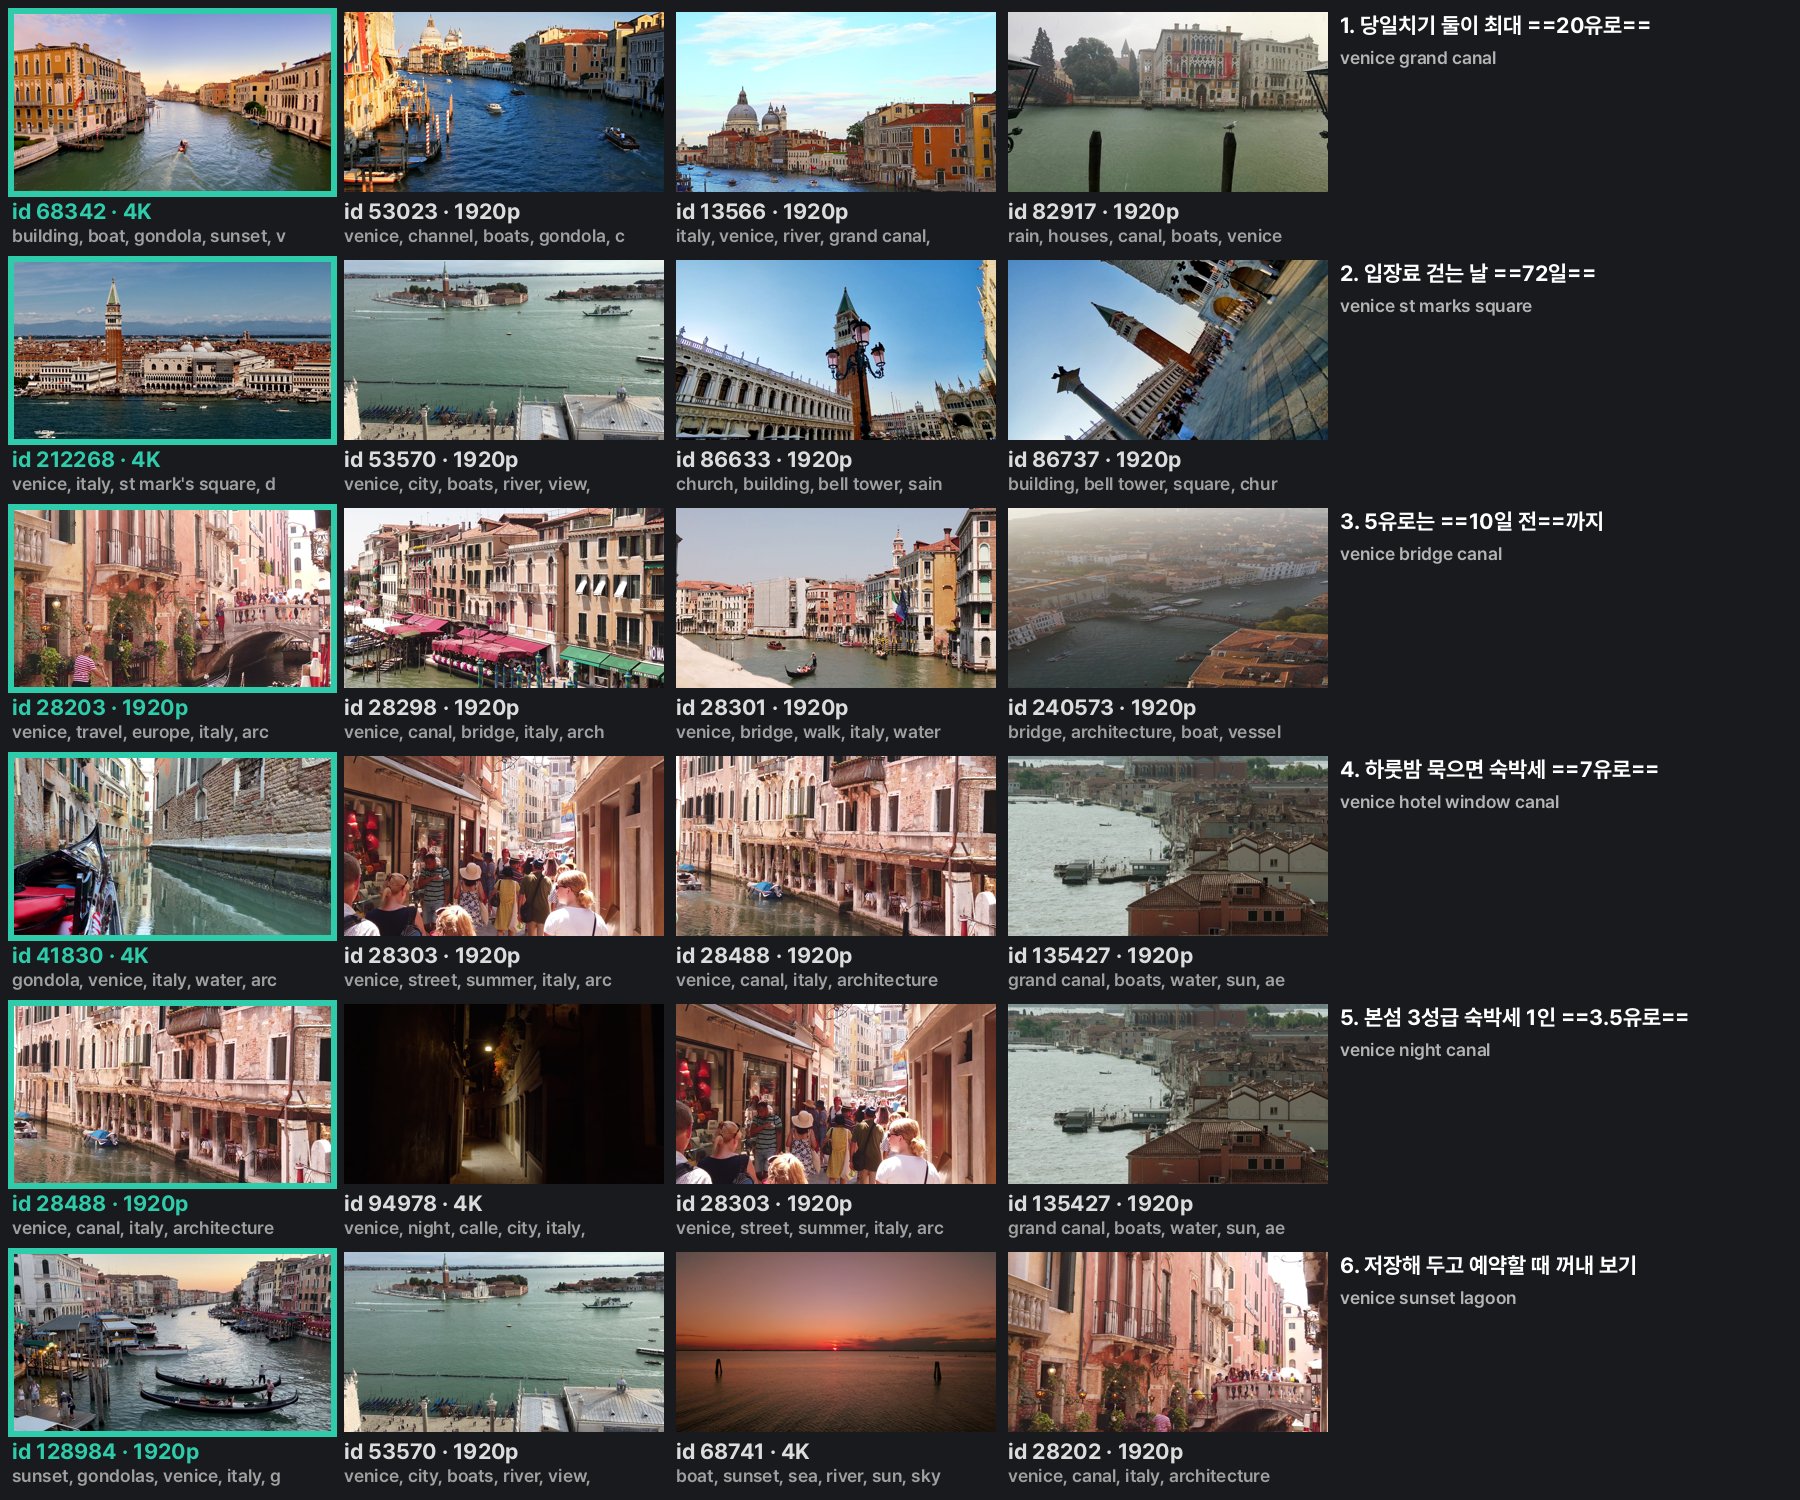 id 68342 · 4K
building, boat, gondola, sunset, v
id 53023 · 1920p
venice, channel, boats, gondola, c
id 13566 · 1920p
italy, venice, river, grand canal,
id 82917 · 1920p
rain, houses, canal, boats, venice
1. 당일치기 둘이 최대 ==20유로==
venice grand canal
id 212268 · 4K
venice, italy, st mark's square, d
id 53570 · 1920p
venice, city, boats, river, view,
id 86633 · 1920p
church, building, bell tower, sain
id 86737 · 1920p
building, bell tower, square, chur
2. 입장료 걷는 날 ==72일==
venice st marks square
id 28203 · 1920p
venice, travel, europe, italy, arc
id 28298 · 1920p
venice, canal, bridge, italy, arch
id 28301 · 1920p
venice, bridge, walk, italy, water
id 240573 · 1920p
bridge, architecture, boat, vessel
3. 5유로는 ==10일 전==까지
venice bridge canal
id 41830 · 4K
gondola, venice, italy, water, arc
id 28303 · 1920p
venice, street, summer, italy, arc
id 28488 · 1920p
venice, canal, italy, architecture
id 135427 · 1920p
grand canal, boats, water, sun, ae
4. 하룻밤 묵으면 숙박세 ==7유로==
venice hotel window canal
id 28488 · 1920p
venice, canal, italy, architecture
id 94978 · 4K
venice, night, calle, city, italy,
id 28303 · 1920p
venice, street, summer, italy, arc
id 135427 · 1920p
grand canal, boats, water, sun, ae
5. 본섬 3성급 숙박세 1인 ==3.5유로==
venice night canal
id 128984 · 1920p
sunset, gondolas, venice, italy, g
id 53570 · 1920p
venice, city, boats, river, view,
id 68741 · 4K
boat, sunset, sea, river, sun, sky
id 28202 · 1920p
venice, canal, italy, architecture
6. 저장해 두고 예약할 때 꺼내 보기
venice sunset lagoon